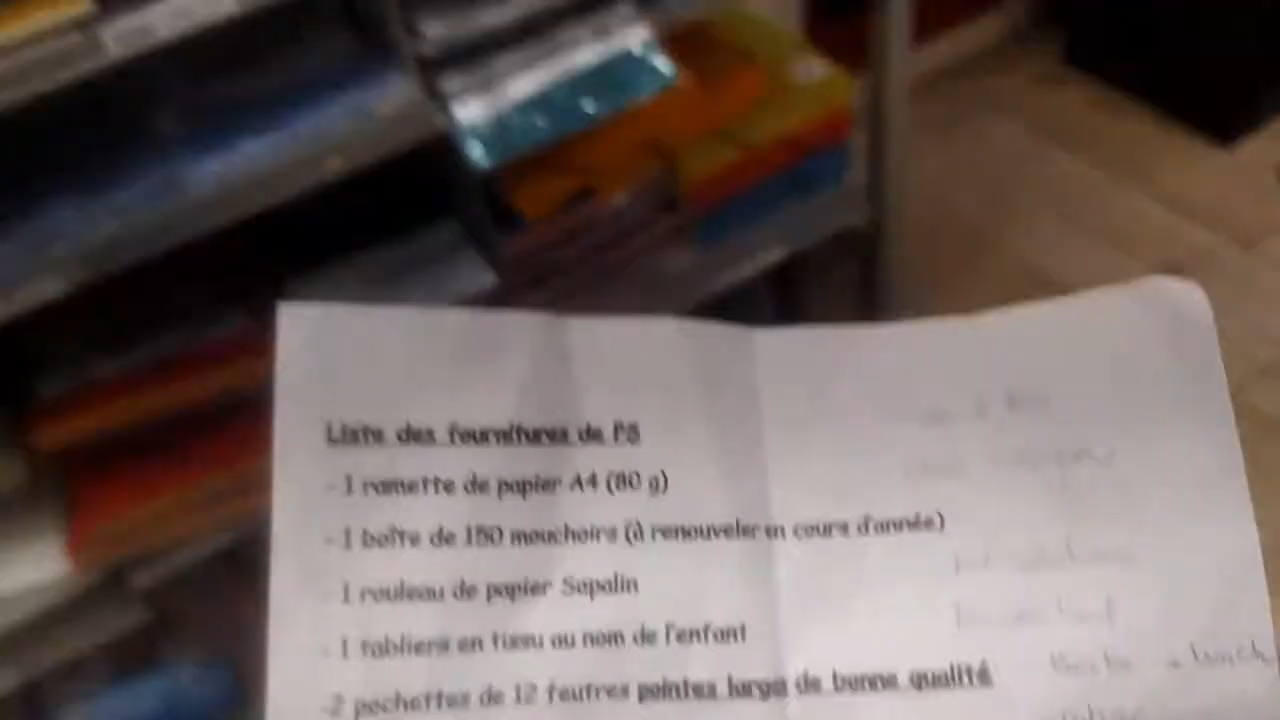 Liste des fournitures de PS
- 1 ramette de papier A4 (80 g)
- 1 boîte de 150 mouchoirs (à renouveler en cours d'année)
- 1 rouleau de papier Sopalin
- 1 tabliers en tissu au nom de l'enfant
-2 pochettes de 12 feutres pointes large de bonne qualité